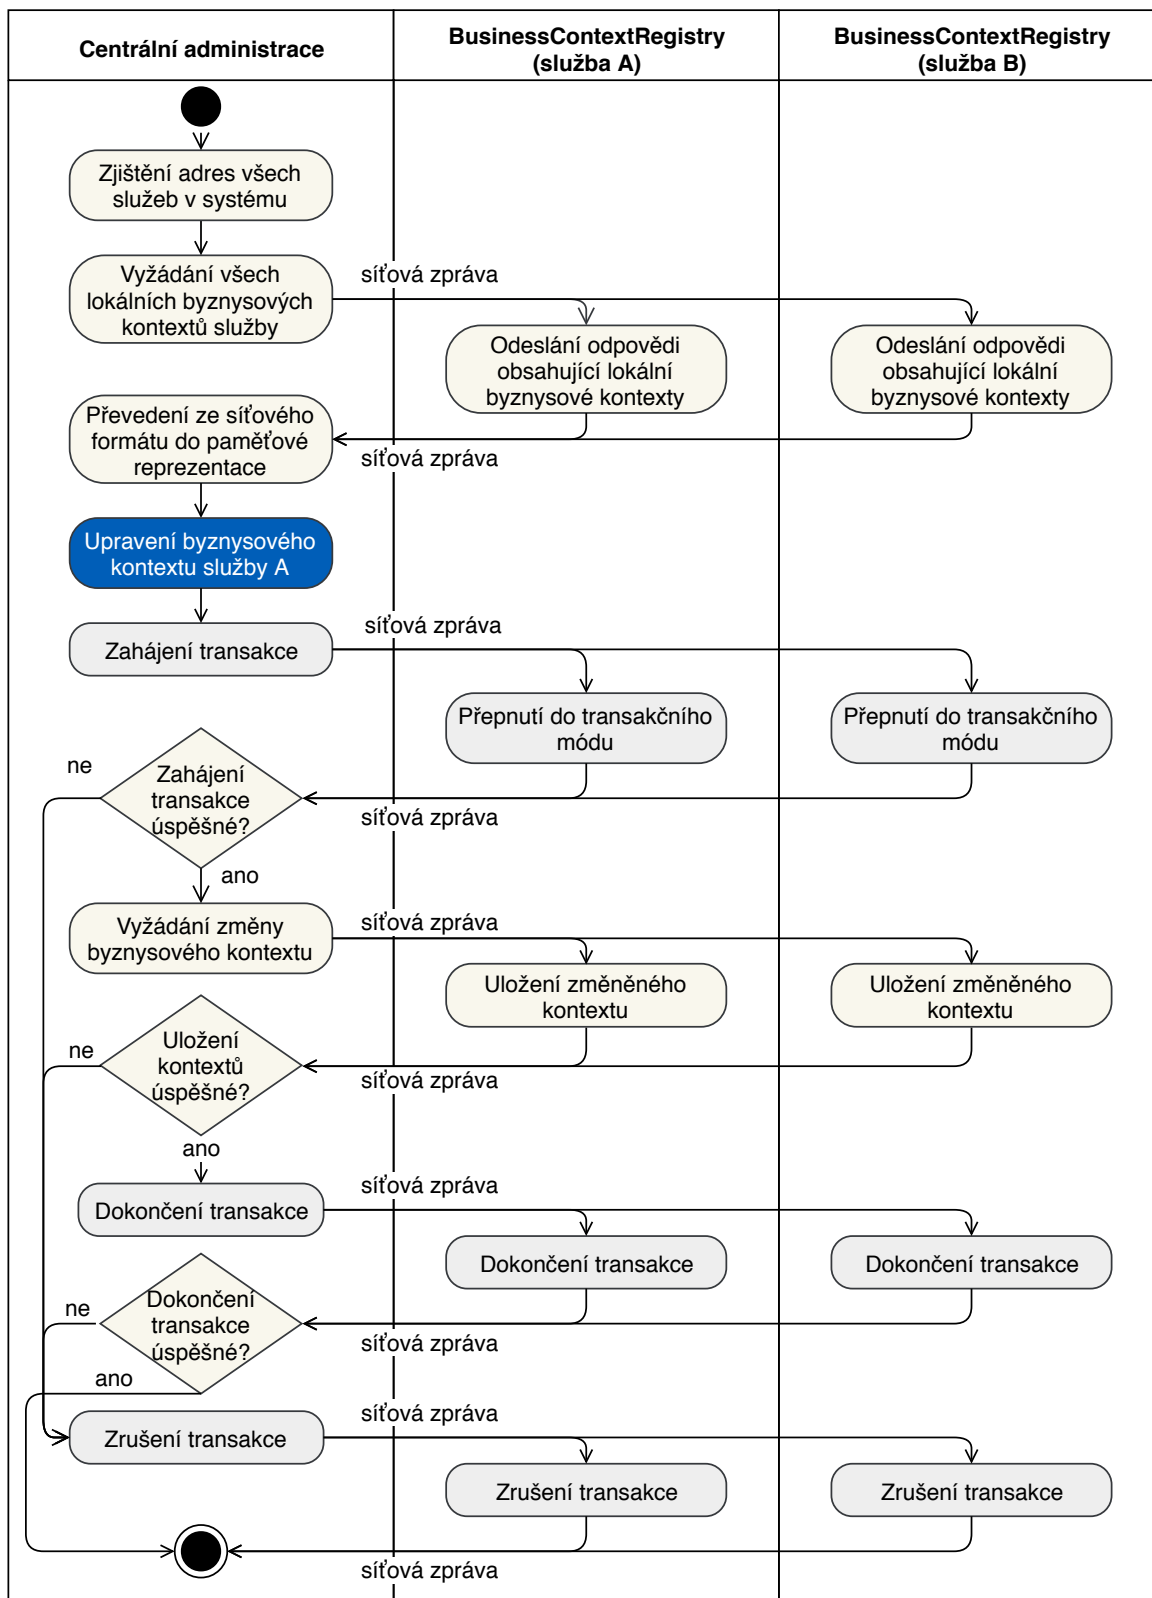 Centrální administrace
BusinessContextRegistry
(služba A)
BusinessContextRegistry
(služba B)
Zjištění adres všech
služeb v systému
Vyžádání všech
lokálních byznysových
kontextů služby
síťová zpráva
Odeslání odpovědi
obsahující lokální
byznysové kontexty
Odeslání odpovědi
obsahující lokální
byznysové kontexty
Převedení ze síťového
formátu do paměťové
reprezentace
síťová zpráva
Upravení byznysového
kontextu služby A
Zahájení transakce
síťová zpráva
Přepnutí do transakčního
módu
Přepnutí do transakčního
módu
ne
Zahájení
transakce
úspěšné?
síťová zpráva
ano
Vyžádání změny
byznysového kontextu
síťová zpráva
Uložení změněného
kontextu
Uložení změněného
kontextu
ne
Uložení
kontextů
úspěšné?
síťová zpráva
ano
Dokončení transakce
síťová zpráva
Dokončení transakce
Dokončení transakce
ne
Dokončení
transakce
úspěšné?
síťová zpráva
ano
Zrušení transakce
síťová zpráva
Zrušení transakce
Zrušení transakce
síťová zpráva